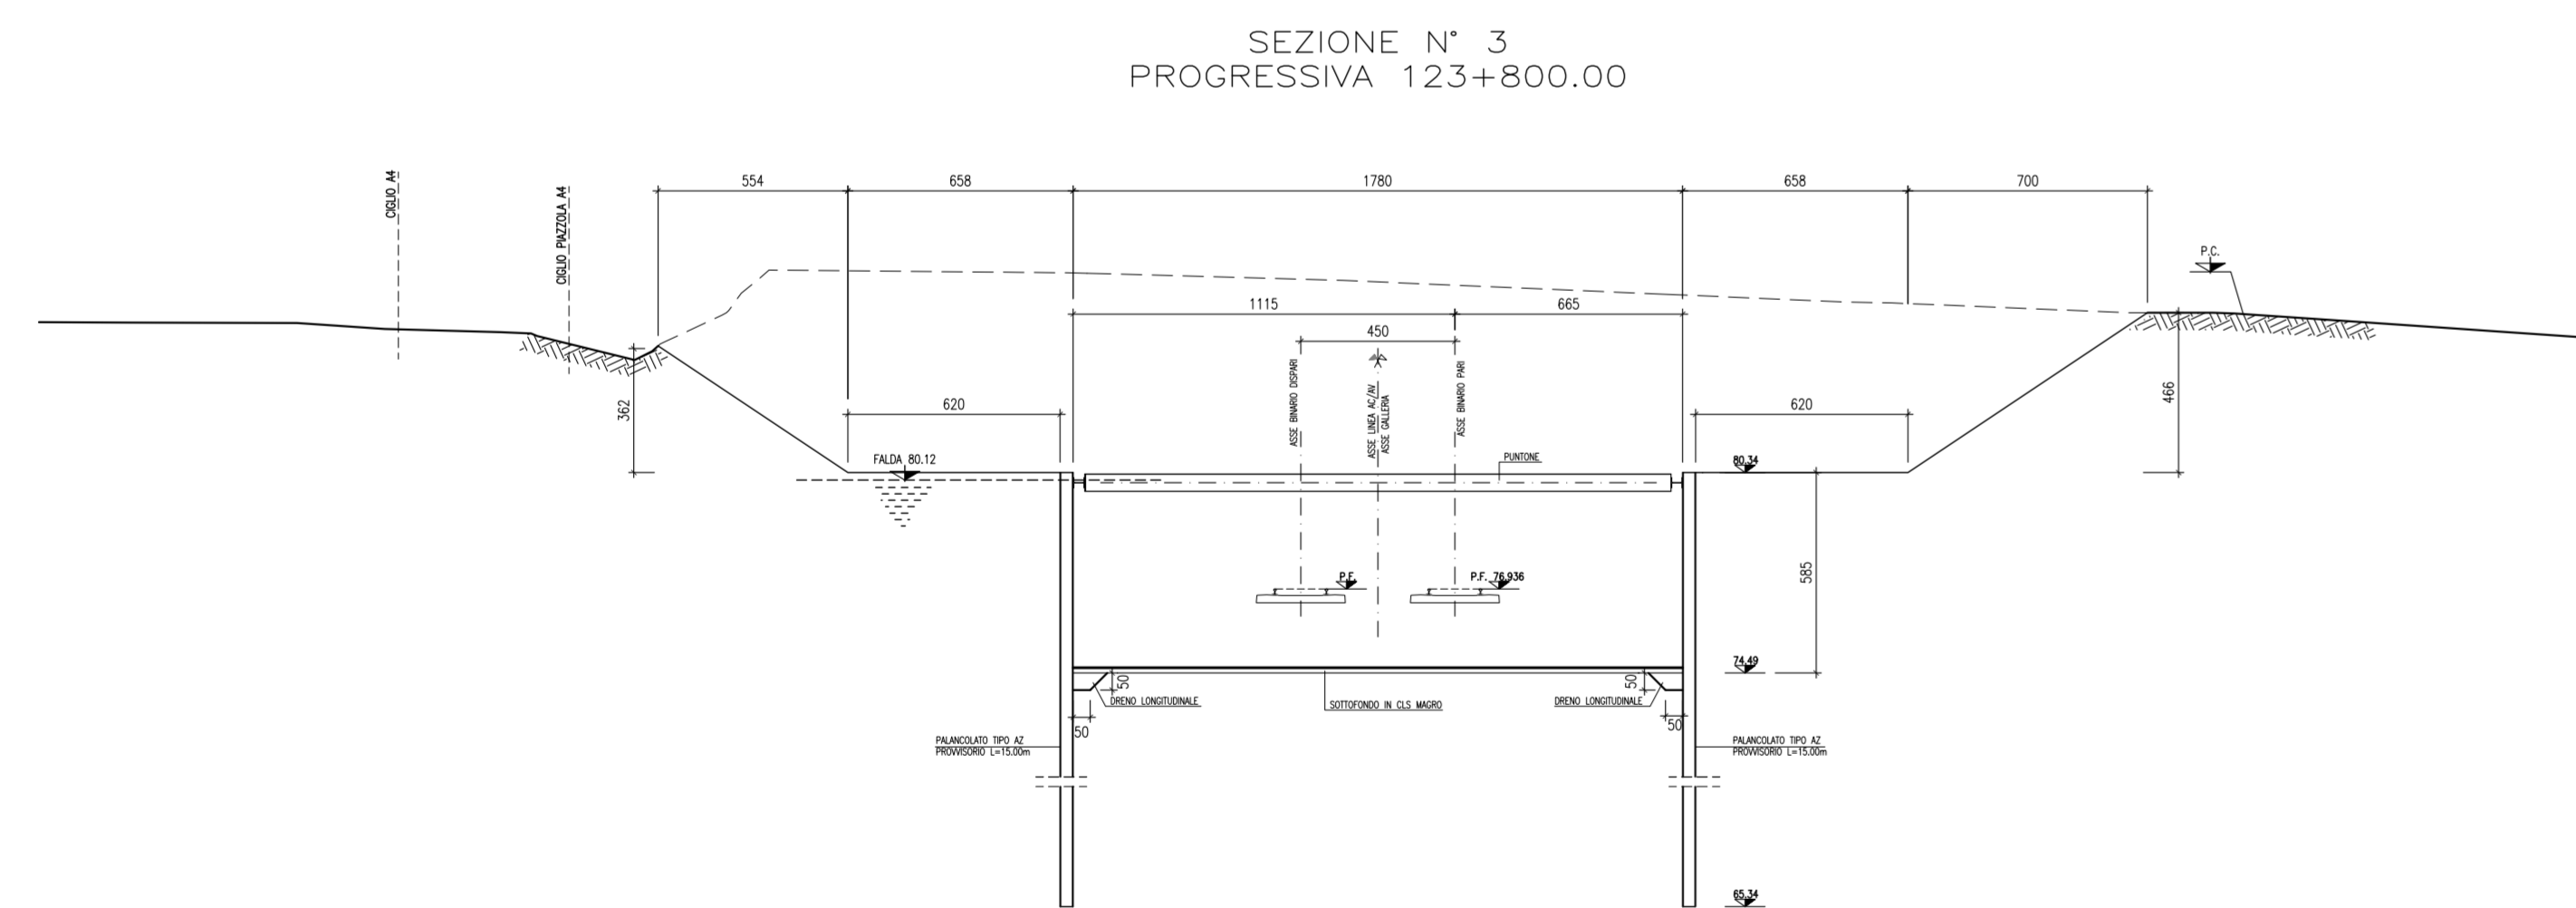 SEZIONE N° 3
PROGRESSIVA 123+800.00
CIGLIO A4
CIGLIO PIAZZOLA A4
554
658
1780
658
700
P.C.
1115
665
450
ASSE BINARIO DISPARI
ASSE LINEA AC/AV
ASSE GALLERIA
ASSE BINARIO PARI
362
620
620
466
FALDA 80.12
PUNTONE
80.34
585
P.F.
P.F. 76.936
74.49
50
50
DRENO LONGITUDINALE
SOTTOFONDO IN CLS MAGRO
DRENO LONGITUDINALE
50
50
PALANCOLATO TIPO AZ
PROVVISORIO L=15.00m
PALANCOLATO TIPO AZ
PROVVISORIO L=15.00m
65.34